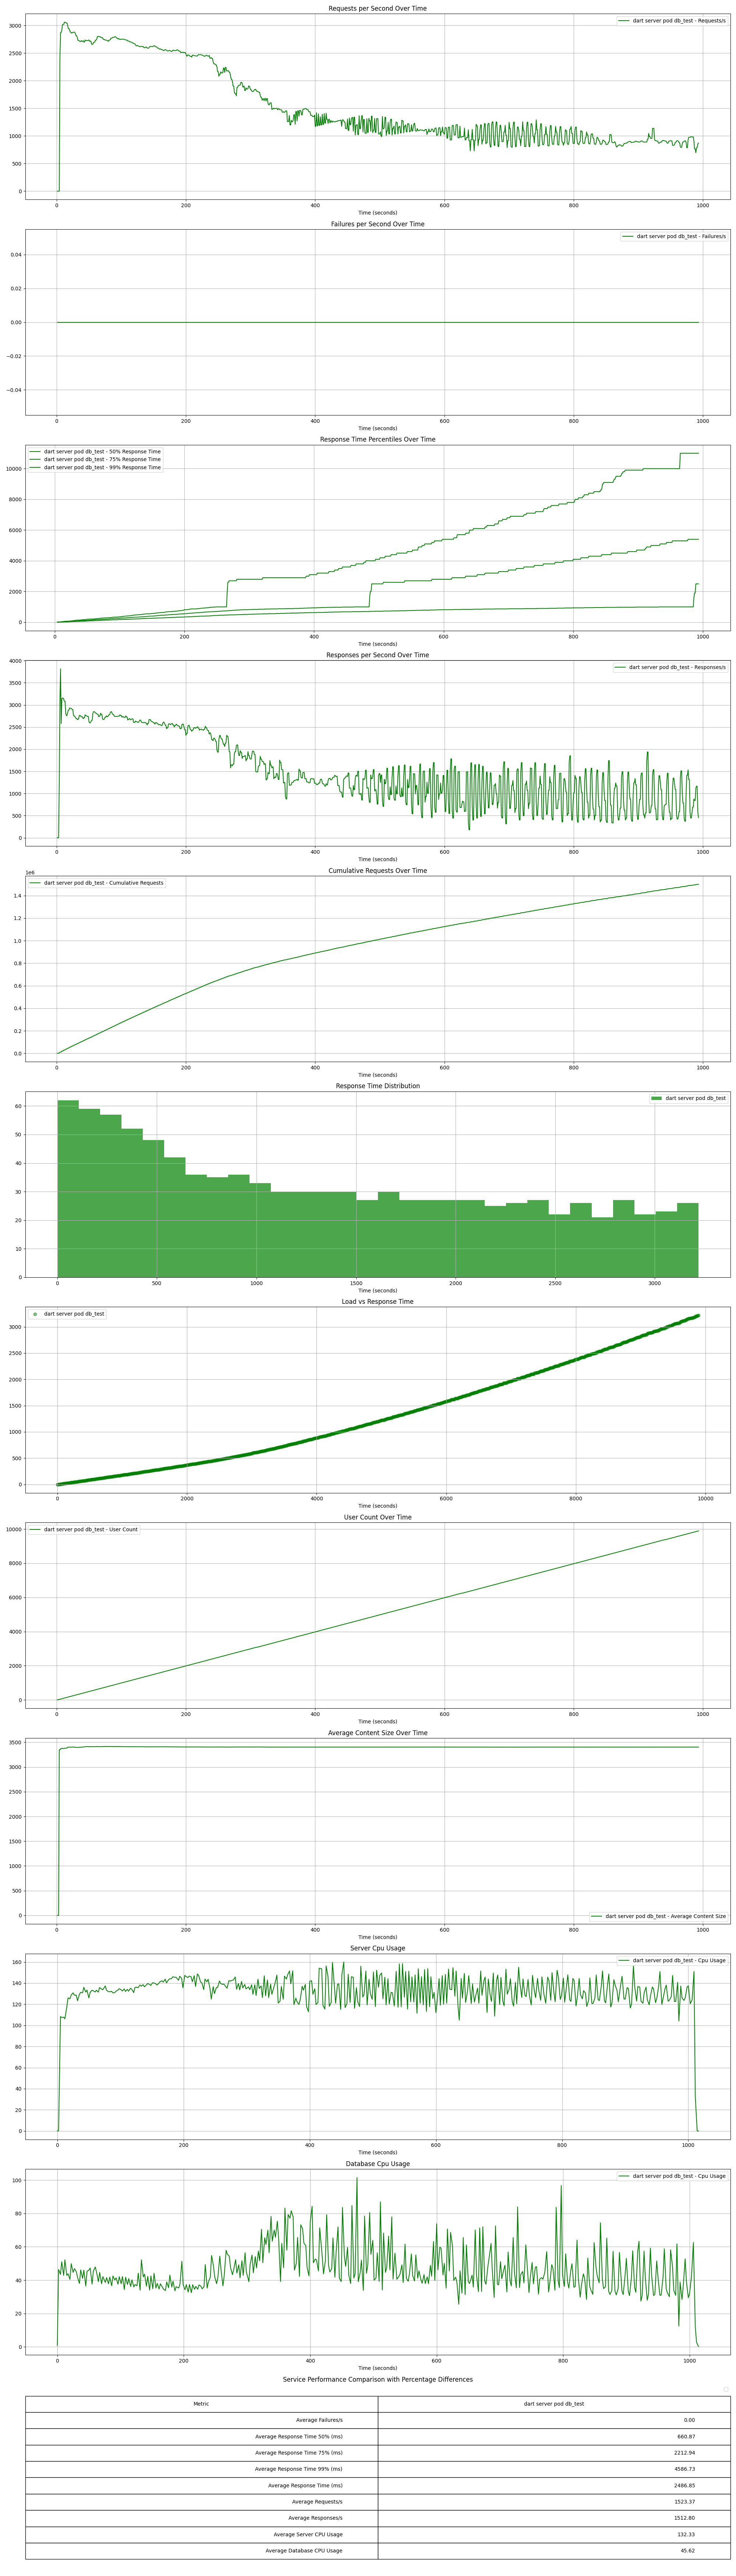 Requests per Second Over Time
dart server pod db_test - Requests/s
3000
2500
2000
1500
1000
500
0
0 200 400 600 800 1000
Time (seconds)
Failures per Second Over Time
dart server pod db_test - Failures/s
0.04
0.02
0.00
−0.02
−0.04
0 200 400 600 800 1000
Time (seconds)
Response Time Percentiles Over Time
dart server pod db_test - 50% Response Time
dart server pod db_test - 75% Response Time
dart server pod db_test - 99% Response Time
10000
8000
6000
4000
2000
0
0 200 400 600 800 1000
Time (seconds)
Responses per Second Over Time
dart server pod db_test - Responses/s
4000
3500
3000
2500
2000
1500
1000
500
0
0 200 400 600 800 1000
Time (seconds)
Cumulative Requests Over Time
1e6
dart server pod db_test - Cumulative Requests
1.4
1.2
1.0
0.8
0.6
0.4
0.2
0.0
0 200 400 600 800 1000
Time (seconds)
Response Time Distribution
dart server pod db_test
60
50
40
30
20
10
0
0 500 1000 1500 2000 2500 3000
Time (seconds)
Load vs Response Time
dart server pod db_test
3000
2500
2000
1500
1000
500
0
0 2000 4000 6000 8000 10000
Time (seconds)
User Count Over Time
dart server pod db_test - User Count
10000
8000
6000
4000
2000
0
0 200 400 600 800 1000
Time (seconds)
Average Content Size Over Time
3500
3000
2500
2000
1500
1000
500
0
dart server pod db_test - Average Content Size
0 200 400 600 800 1000
Time (seconds)
Server Cpu Usage
dart server pod db_test - Cpu Usage
160
140
120
100
80
60
40
20
0
0 200 400 600 800 1000
Time (seconds)
Database Cpu Usage
dart server pod db_test - Cpu Usage
100
80
60
40
20
0
0 200 400 600 800 1000
Time (seconds)
Service Performance Comparison with Percentage Differences
Metric dart server pod db_test
Average Failures/s 0.00
Average Response Time 50% (ms) 660.87
Average Response Time 75% (ms) 2212.94
Average Response Time 99% (ms) 4586.73
Average Response Time (ms) 2486.85
Average Requests/s 1523.37
Average Responses/s 1512.80
Average Server CPU Usage 132.33
Average Database CPU Usage 45.62